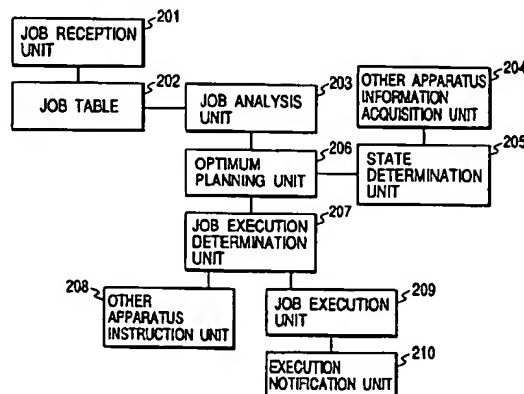 201
JOB RECEPTION
UNIT
202
JOB TABLE
203
JOB ANALYSIS
UNIT
204
OTHER APPARATUS
INFORMATION
ACQUISITION UNIT
205
STATE
DETERMINATION
UNIT
206
OPTIMUM
PLANNING UNIT
207
JOB EXECUTION
DETERMINATION
UNIT
208
OTHER
APPARATUS
INSTRUCTION UNIT
209
JOB EXECUTION
UNIT
210
EXECUTION
NOTIFICATION UNIT